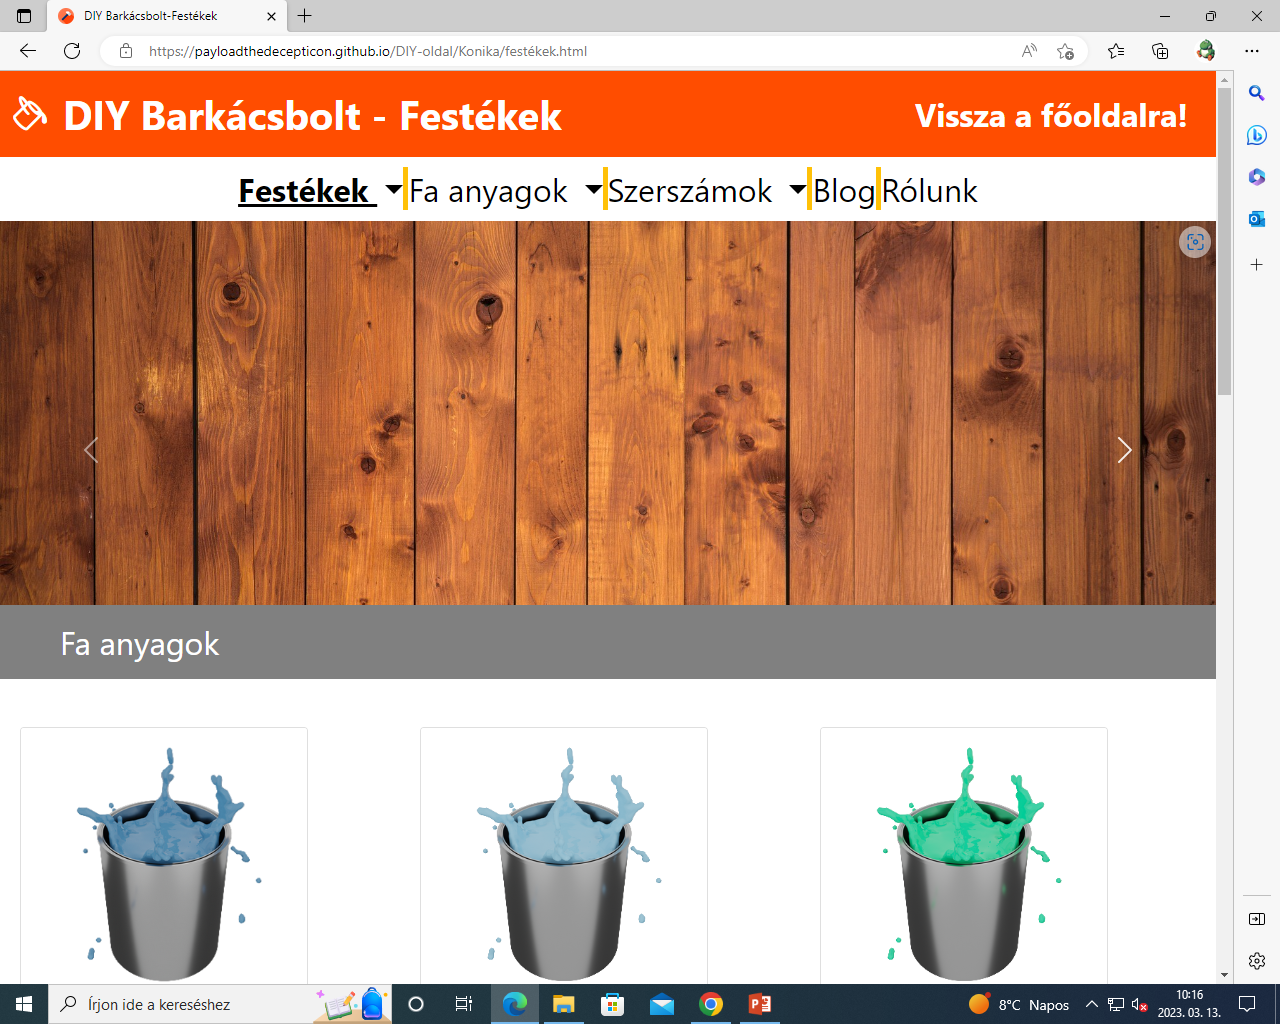 DIY Barkácsbolt-Festékek
https://payloadthedecepticon.github.io/DIY-oldal/Konika/festékek.html
DIY Barkácsbolt - Festékek
Vissza a főoldalra!
Festékek Fa anyagok Szerszámok Blog Rólunk
Fa anyagok
Írjon ide a kereséshez
8°C Napos
10:16
2023. 03. 13.